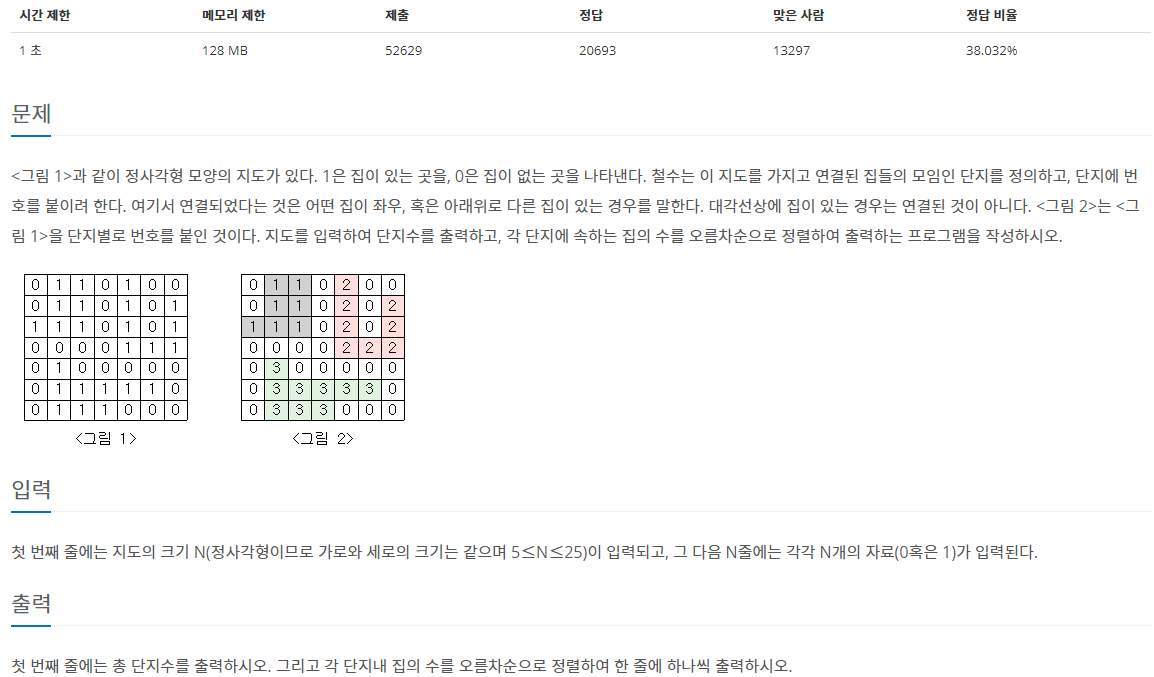 시간 제한 메모리 제한 제출 정답 맞은 사람 정답 비율
1 초 128 MB 52629 20693 13297 38.032%
문제
<그림 1>과 같이 정사각형 모양의 지도가 있다. 1은 집이 있는 곳을, 0은 집이 없는 곳을 나타낸다. 철수는 이 지도를 가지고 연결된 집들의 모임인 단지를 정의하고, 단지에 번
호를 붙이려 한다. 여기서 연결되었다는 것은 어떤 집이 좌우, 혹은 아래위로 다른 집이 있는 경우를 말한다. 대각선상에 집이 있는 경우는 연결된 것이 아니다. <그림 2>는 <그
림 1>을 단지별로 번호를 붙인 것이다. 지도를 입력하여 단지수를 출력하고, 각 단지에 속하는 집의 수를 오름차순으로 정렬하여 출력하는 프로그램을 작성하시오.
0 1 1 0 1 0 0
0 1 1 0 1 0 1
1 1 1 0 1 0 1
0 0 0 0 1 1 1
0 1 0 0 0 0 0
0 1 1 1 1 1 0
0 1 1 1 0 0 0
<그림 1>
0 1 1 0 2 0 0
0 1 1 0 2 0 2
1 1 1 0 2 0 2
0 0 0 0 2 2 2
0 3 0 0 0 0 0
0 3 3 3 3 3 0
0 3 3 3 0 0 0
<그림 2>
입력
첫 번째 줄에는 지도의 크기 N(정사각형이므로 가로와 세로의 크기는 같으며 5≤N≤25)이 입력되고, 그 다음 N줄에는 각각 N개의 자료(0혹은 1)가 입력된다.
출력
첫 번째 줄에는 총 단지수를 출력하시오. 그리고 각 단지내 집의 수를 오름차순으로 정렬하여 한 줄에 하나씩 출력하시오.